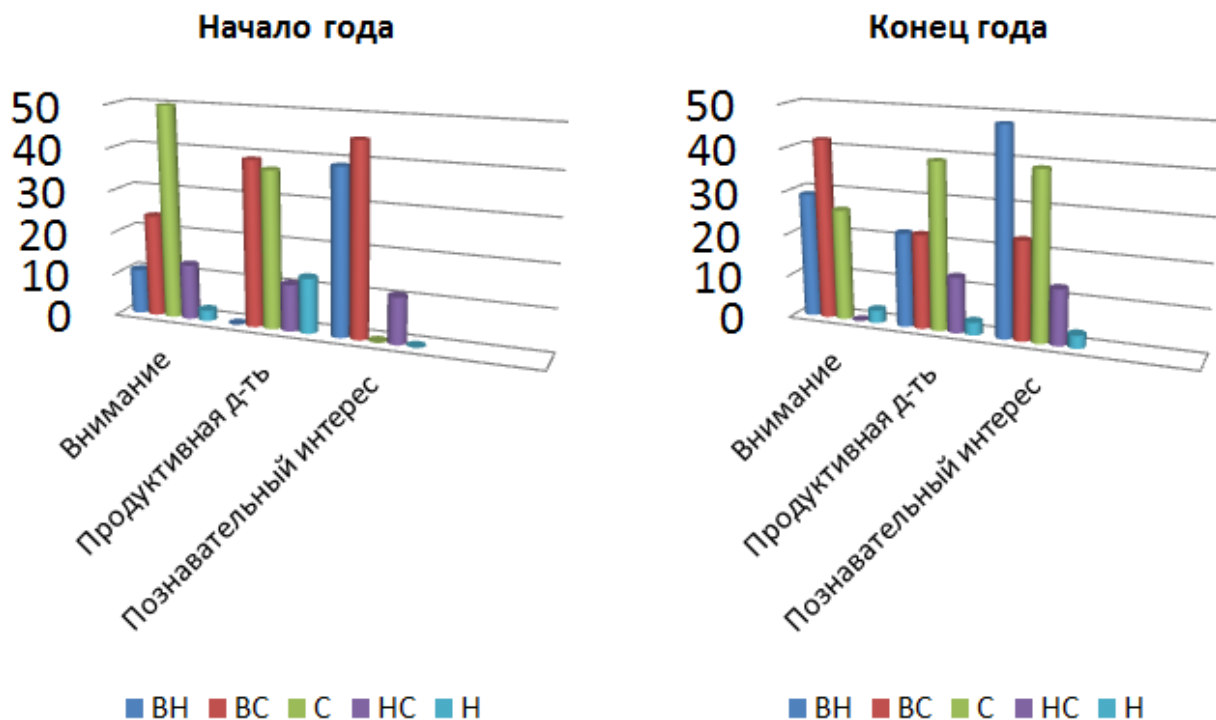 Начало года
50
40
30
20
10
0
Внимание
Продуктивная д-ть
Познавательный интерес
ВН ВС С НС Н
Конец года
50
40
30
20
10
0
Внимание
Продуктивная д-ть
Познавательный интерес
ВН ВС С НС Н